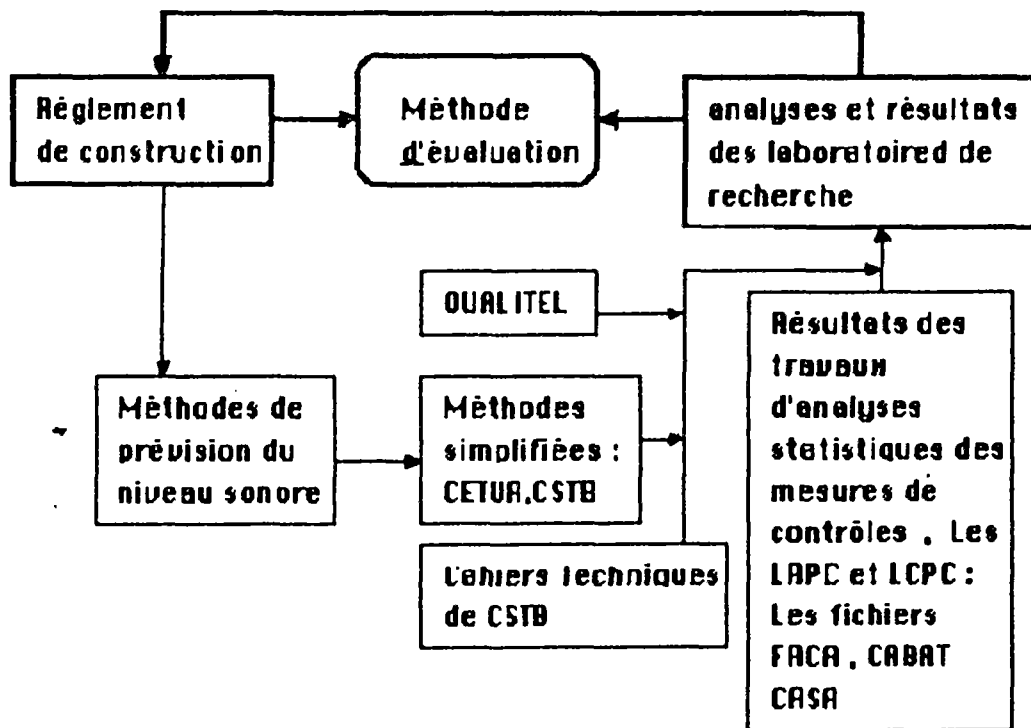 Règlement
de construction
Méthode
d'évaluation
analyses et résultats
des laboratoired de
recherche
QUALITEL
Méthodes de
prévision du
niveau sonore
Méthodes
simplifiées :
CETUR.CSTB
Cahiers techniques
de CSTB
Résultats des
travaux
d'analyses
statistiques des
mesures de
contrôles . Les
LRPC et LCPC :
Les fichiers
FACA , CABAT
CASA